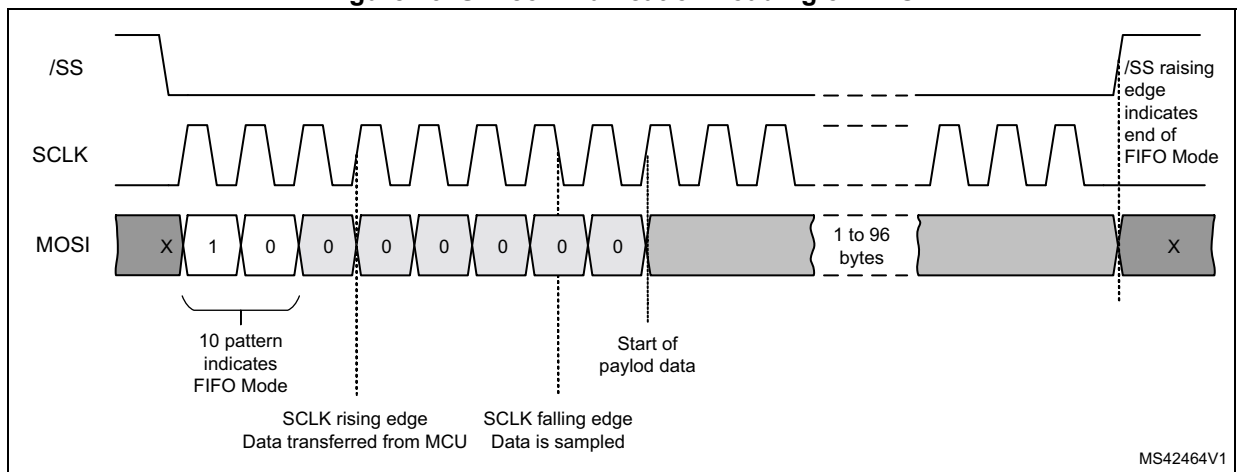 /SS
/SS raising
edge
indicates
end of
FIFO Mode
SCLK
MOSI
X 1 0 0 0 0 0 0 0
1 to 96
bytes
X
10 pattern
indicates
FIFO Mode
Start of
paylod data
SCLK rising edge
Data transferred from MCU
SCLK falling edge
Data is sampled
MS42464V1